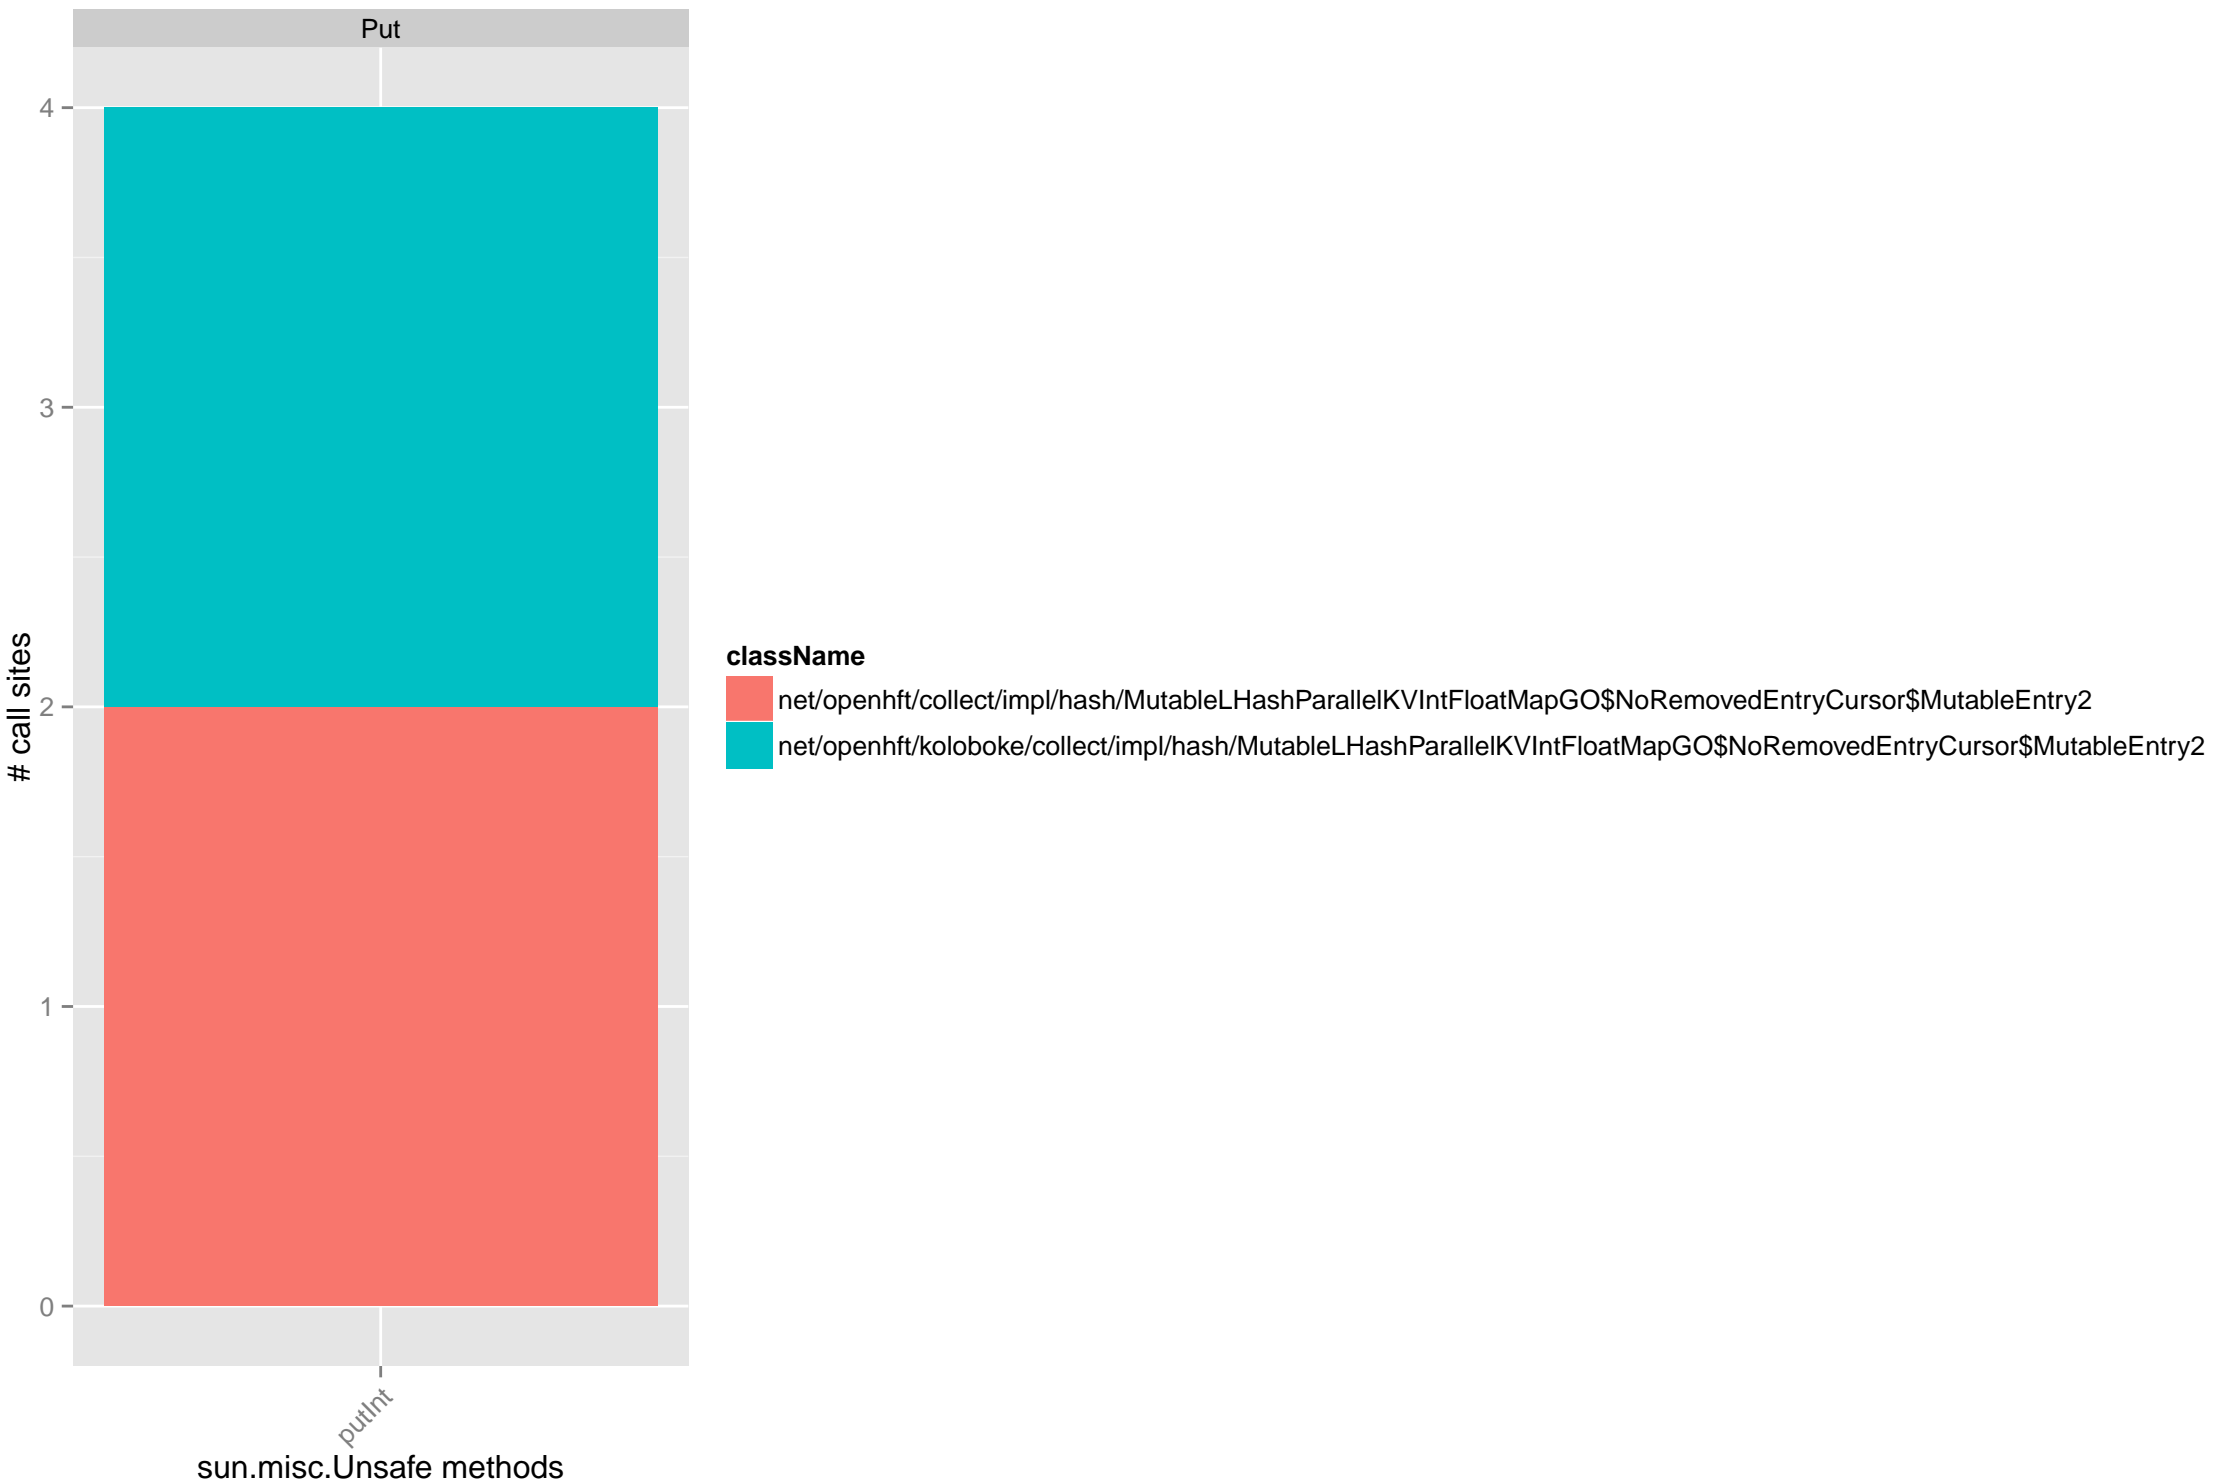 Put
4
3
2
1
0
# call sites
putInt
sun.misc.Unsafe methods
className
net/openhft/collect/impl/hash/MutableLHashParallelKVIntFloatMapGO$NoRemovedEntryCursor$MutableEntry2
net/openhft/koloboke/collect/impl/hash/MutableLHashParallelKVIntFloatMapGO$NoRemovedEntryCursor$MutableEntry2